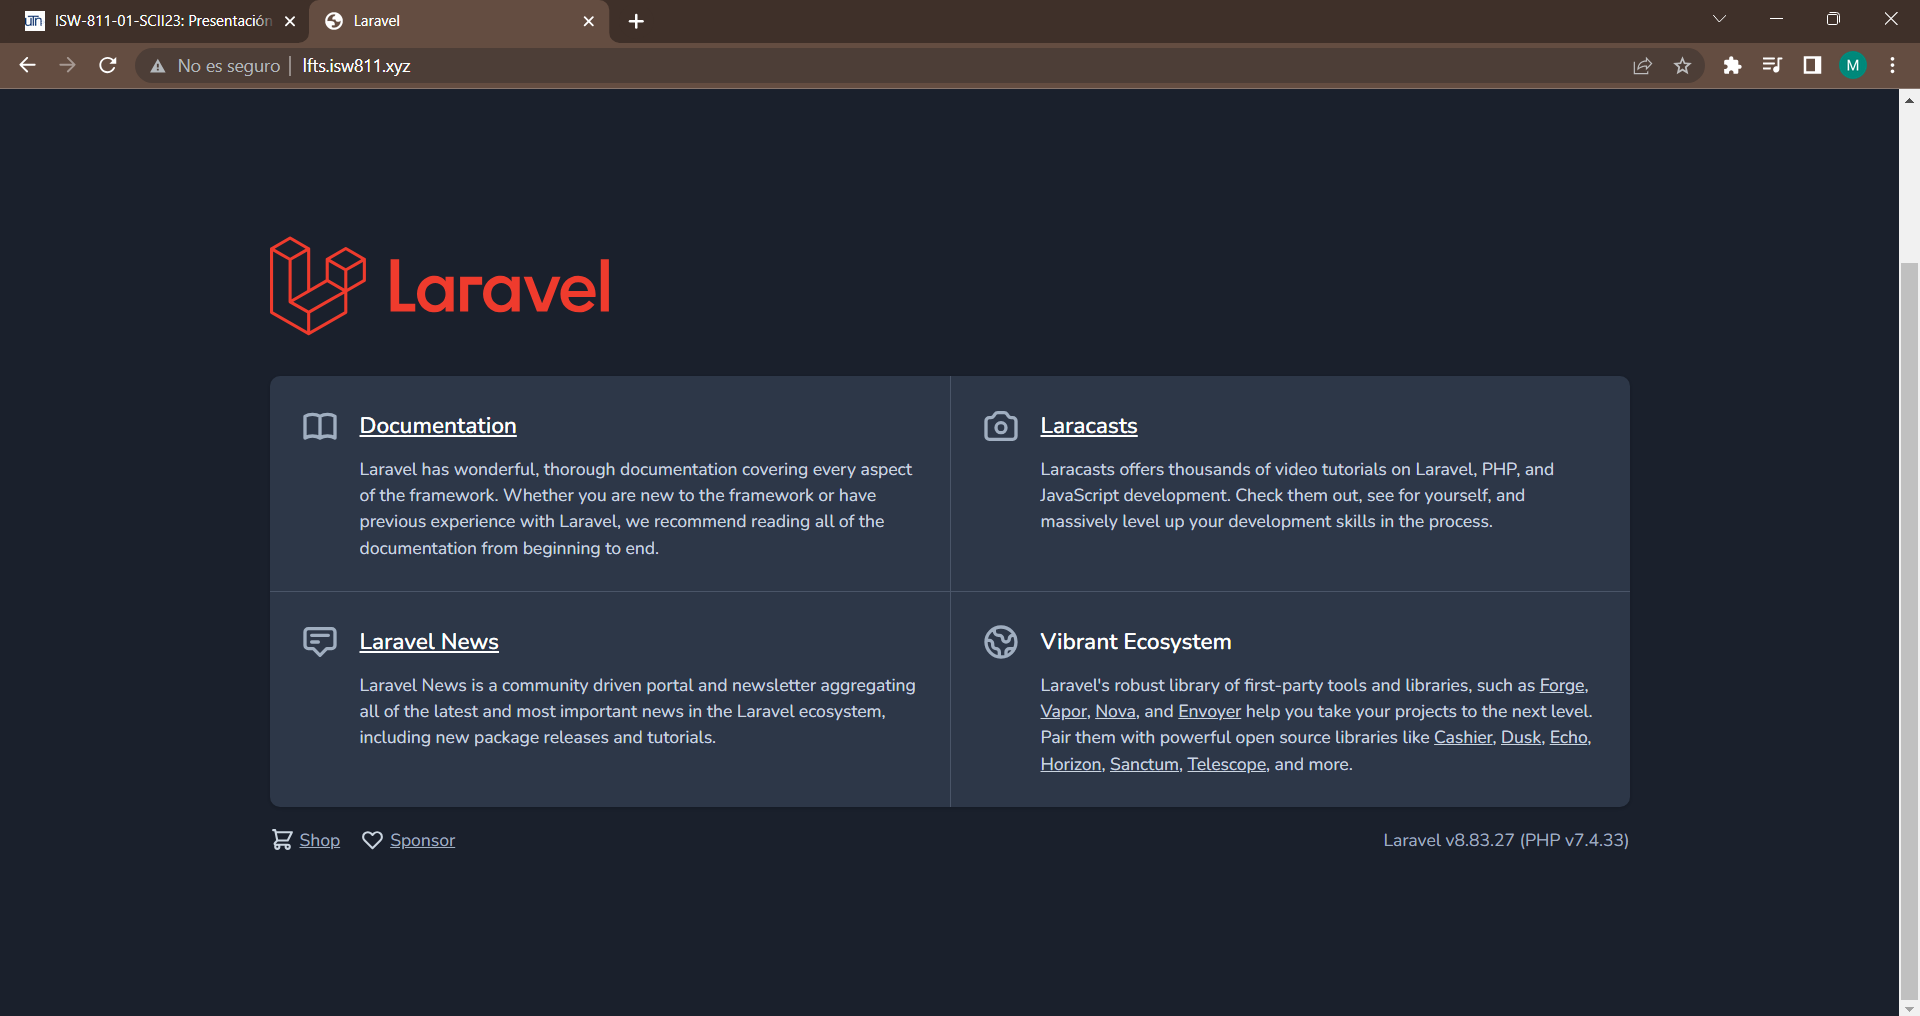 ISW-811-01-SCII23: Presentación
Laravel
No es seguro
lfts.isw811.xyz
M
Laravel
Documentation
Laravel has wonderful, thorough documentation covering every aspect
of the framework. Whether you are new to the framework or have
previous experience with Laravel, we recommend reading all of the
documentation from beginning to end.
Laracasts
Laracasts offers thousands of video tutorials on Laravel, PHP, and
JavaScript development. Check them out, see for yourself, and
massively level up your development skills in the process.
Laravel News
Laravel News is a community driven portal and newsletter aggregating
all of the latest and most important news in the Laravel ecosystem,
including new package releases and tutorials.
Vibrant Ecosystem
Laravel's robust library of first-party tools and libraries, such as Forge,
Vapor, Nova, and Envoyer help you take your projects to the next level.
Pair them with powerful open source libraries like Cashier, Dusk, Echo,
Horizon, Sanctum, Telescope, and more.
Shop
Sponsor
Laravel v8.83.27 (PHP v7.4.33)